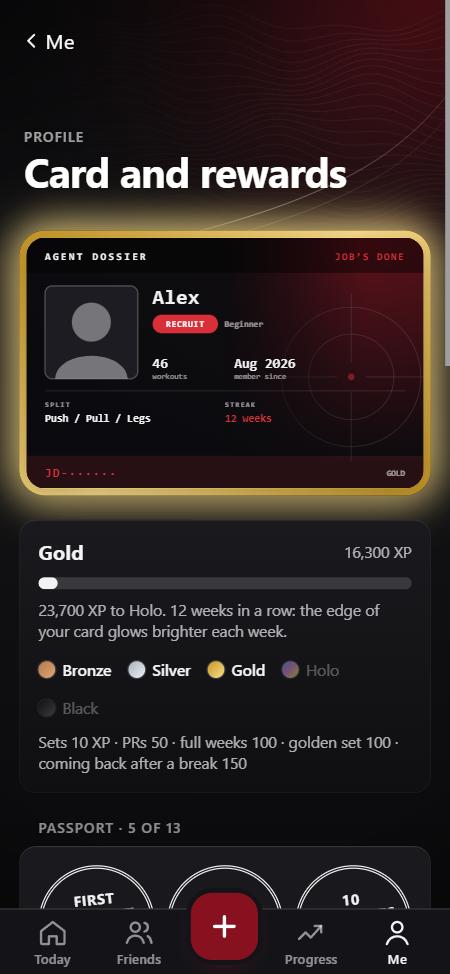 Me
PROFILE
Card and rewards
AGENT DOSSIER
JOB'S DONE
Alex
RECRUIT Beginner
46 Aug 2026
workouts member since
SPLIT STREAK
Push / Pull / Legs 12 weeks
JD-······
GOLD
Gold 16,300 XP
23,700 XP to Holo. 12 weeks in a row: the edge of
your card glows brighter each week.
Bronze Silver Gold Holo
Black
Sets 10 XP · PRs 50 · full weeks 100 · golden set 100 ·
coming back after a break 150
PASSPORT · 5 OF 13
FIRST
10
Today Friends Progress Me